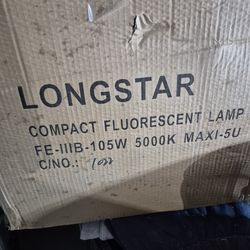 LONGSTAR
COMPACT FLUORESCENT LAMP
FE-IIIB-105W 5000K MAXI-5U
C/NO.: